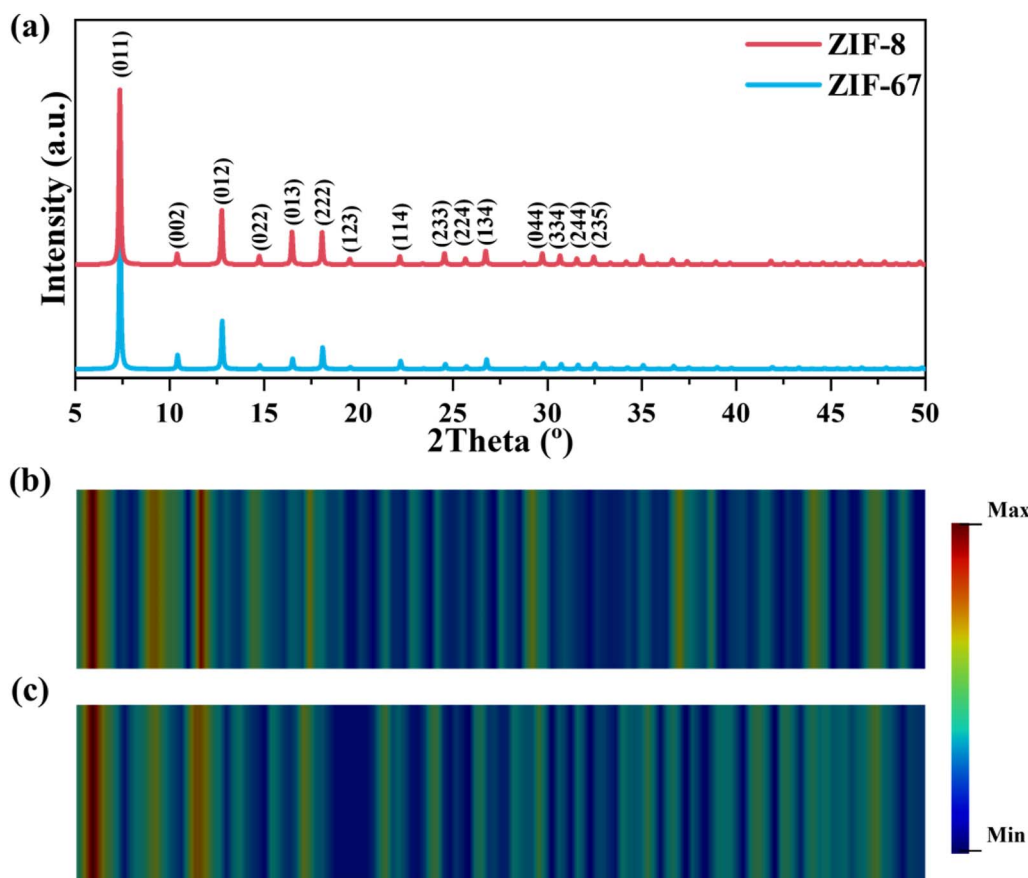 (a)
ZIF-8
ZIF-67
(011)
(002)
(012)
(022)
(013)
(222)
(123)
(114)
(233)
(224)
(134)
(044)
(334)
(244)
(235)
Intensity (a.u.)
5 10 15 20 25 30 35 40 45 50
2Theta (º)
(b)
Max
(c)
Min